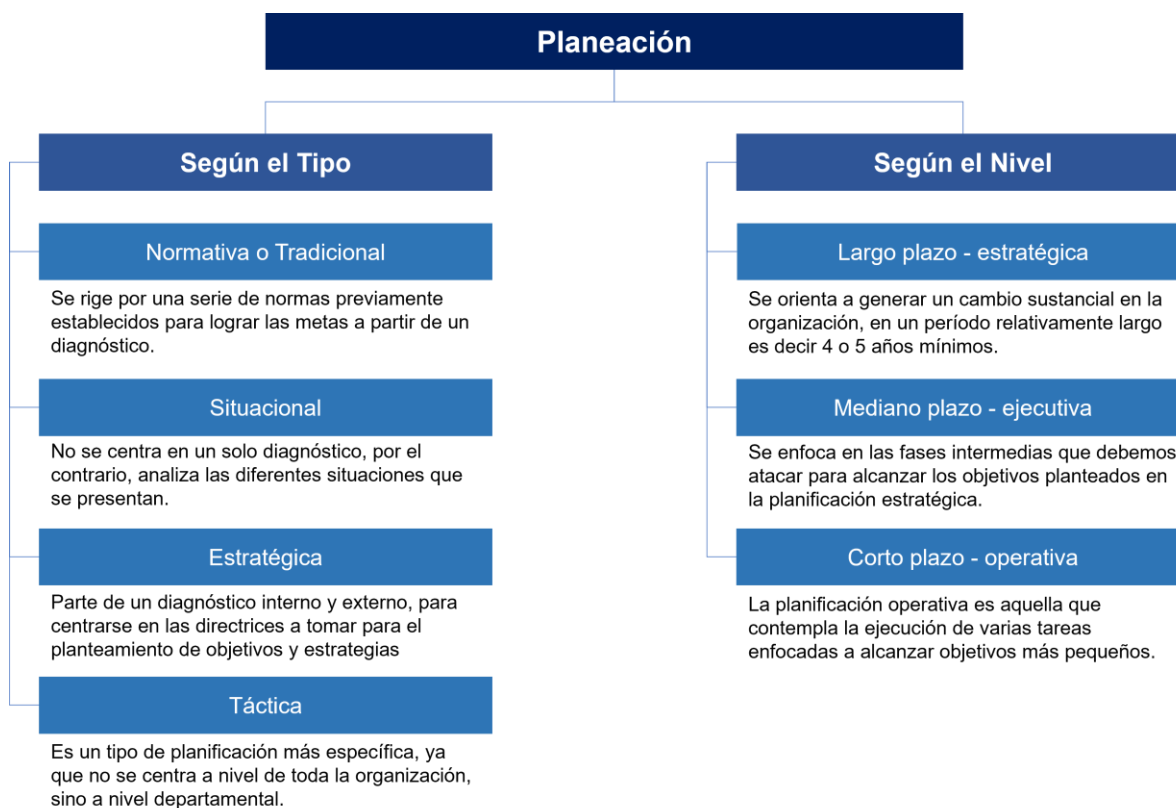 Planeación
Según el Tipo
Normativa o Tradicional
Se rige por una serie de normas previamente
establecidos para lograr las metas a partir de un
diagnóstico.
Situacional
No se centra en un solo diagnóstico, por el
contrario, analiza las diferentes situaciones que
se presentan.
Estratégica
Parte de un diagnóstico interno y externo, para
centrarse en las directrices a tomar para el
planteamiento de objetivos y estrategias
Táctica
Es un tipo de planificación más específica, ya
que no se centra a nivel de toda la organización,
sino a nivel departamental.
Según el Nivel
Largo plazo - estratégica
Se orienta a generar un cambio sustancial en la
organización, en un período relativamente largo
es decir 4 o 5 años mínimos.
Mediano plazo - ejecutiva
Se enfoca en las fases intermedias que debemos
atacar para alcanzar los objetivos planteados en
la planificación estratégica.
Corto plazo - operativa
La planificación operativa es aquella que
contempla la ejecución de varias tareas
enfocadas a alcanzar objetivos más pequeños.